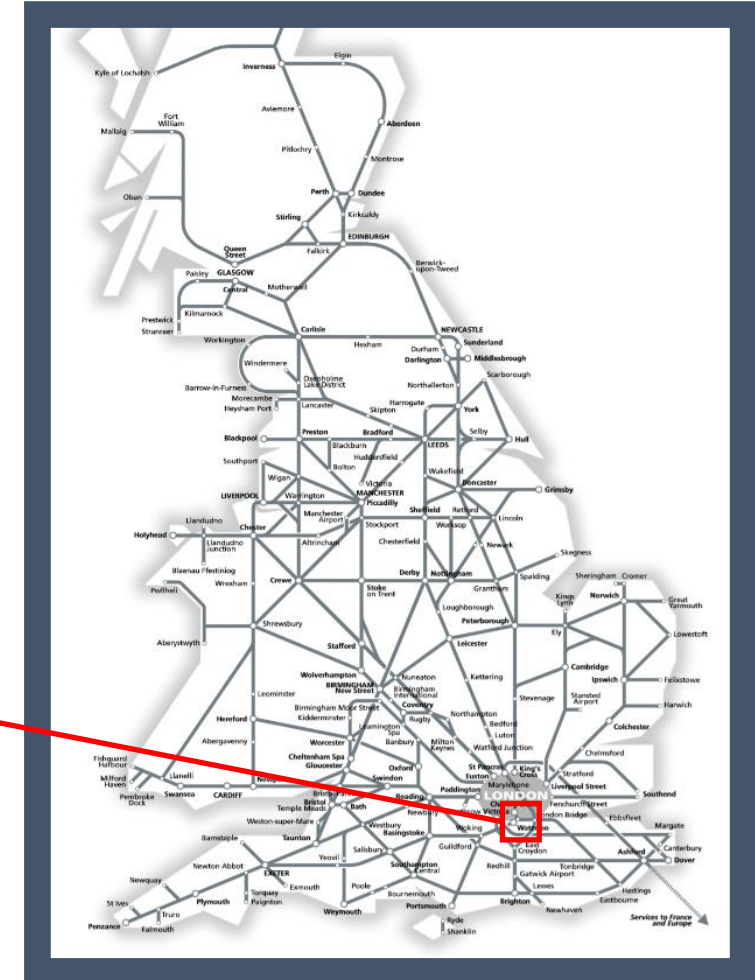 Elgin
Inverness
Kyle of Lochalsh
Aviemore
Fort
William
Aberdeen
Mallaig
Pitlochry
Montrose
Perth
Dundee
Oban
Kirkcaldy
Stirling
EDINBURGH
Queen
Street
Falkirk
Berwick-
upon-Tweed
Paisley
GLASGOW
Central
Motherwell
Prestwick
Kilmarnock
Stranraer
Carlisle
NEWCASTLE
Workington
Hexham
Durham
Sunderland
Darlington
Middlesbrough
Windermere
Scarborough
Oxenholme
Lake District
Barrow-in-Furness
Northallerton
Morecambe
Heysham Port
Lancaster
Harrogate
Skipton
York
Blackpool
Preston
Bradford
Selby
Hull
Blackburn
LEEDS
Huddersfield
Southport
Bolton
Wakefield
Wigan
Victoria
Doncaster
LIVERPOOL
Warrington
MANCHESTER
Piccadilly
Grimsby
Manchester
Airport
Sheffield
Retford
Llandudno
Chester
Stockport
Worksop
Lincoln
Holyhead
Llandudno
Junction
Altrincham
Chesterfield
Newark
Skegness
Blaenau Ffestiniog
Wrexham
Crewe
Derby
Nottingham
Spalding
Sheringham
Cromer
Pwllheli
Stoke
on Trent
Grantham
Kings
Lynn
Norwich
Great
Yarmouth
Loughborough
Peterborough
Aberystwyth
Shrewsbury
Stafford
Leicester
Ely
Lowestoft
Wolverhampton
Nuneaton
Kettering
Cambridge
BIRMINGHAM
New Street
Birmingham
International
Ipswich
Felixstowe
Leominster
Birmingham Moor Street
Coventry
Stevenage
Stansted
Airport
Harwich
Hereford
Kidderminster
Leamington
Spa
Rugby
Northampton
Bedford
Colchester
Abergavenny
Worcester
Banbury
Milton
Keynes
Luton
Watford Junction
Chelmsford
Cheltenham Spa
Gloucester
Oxford
St Pancras
King's
Cross
Stratford
Fishguard
Harbour
Llanelli
Swindon
Euston
Marylebone
Liverpool Street
Milford
Haven
Paddington
LONDON
Southend
Pembroke
Dock
Swansea
CARDIFF
Reading
Fenchurch Street
Bristol
Temple Meads
Bath
Newbury
Victoria
London Bridge
Ebbsfleet
Weston-super-Mare
Westbury
Basingstoke
Woking
Waterloo
Margate
Barnstaple
Taunton
Salisbury
Guildford
East
Croydon
Canterbury
Newton Abbot
Yeovil
Southampton
Central
Redhill
Tonbridge
Ashford
Dover
Newquay
EXETER
Gatwick Airport
Exmouth
Poole
Lewes
Hastings
St Ives
Plymouth
Torquay
Paignton
Bournemouth
Portsmouth
Brighton
Eastbourne
Truro
Weymouth
Newhaven
Penzance
Falmouth
Ryde
Shanklin
Services to France
and Europe